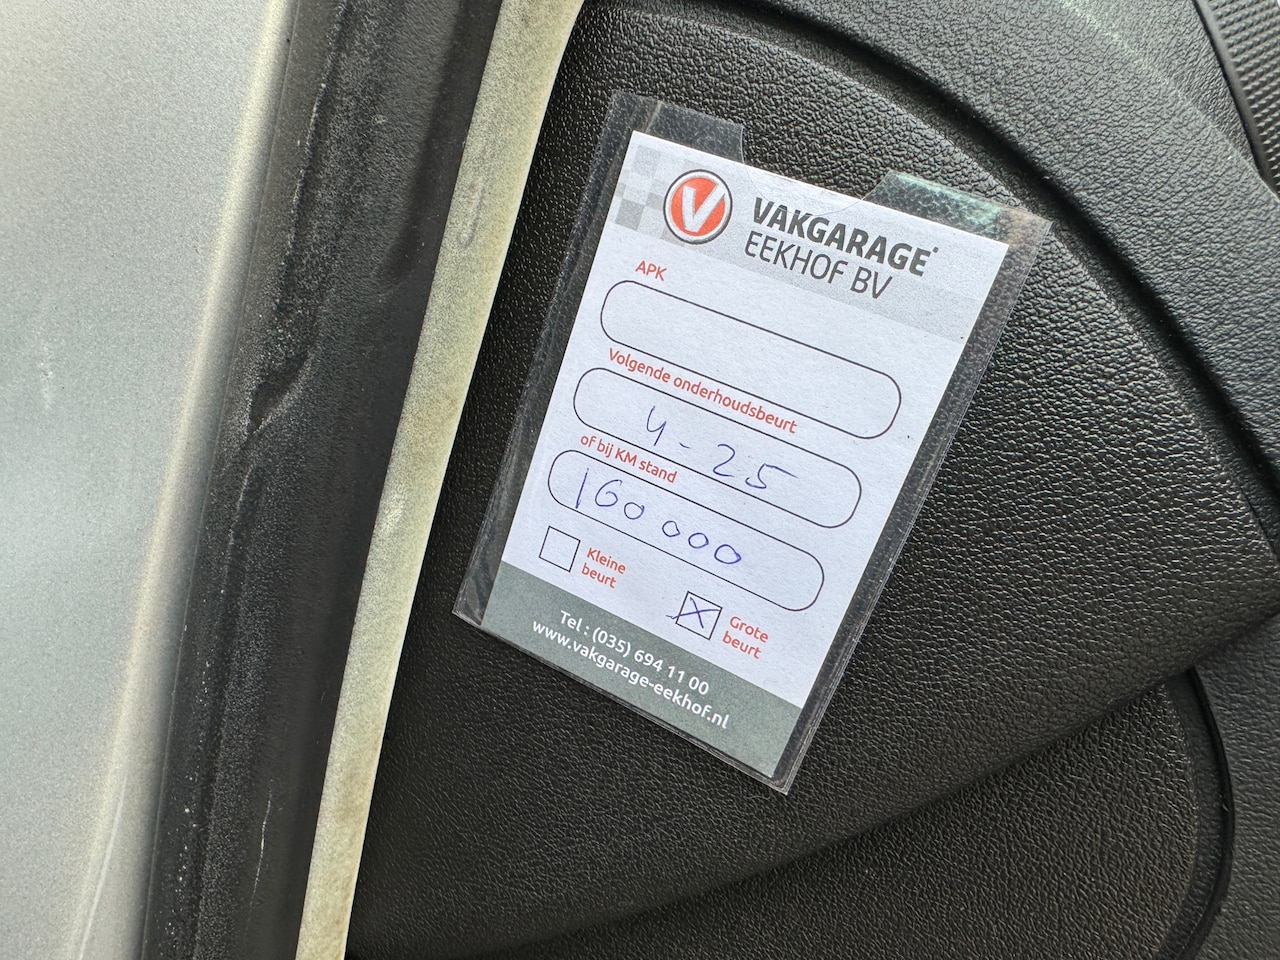 V VAKGARAGE
EEKHOF BV
APK
Volgende onderhoudsbeurt
4-25
of bij KM stand
160 000
Kleine
beurt
X Grote
beurt
Tel : (035) 694 11 00
www.vakgarage-eekhof.nl